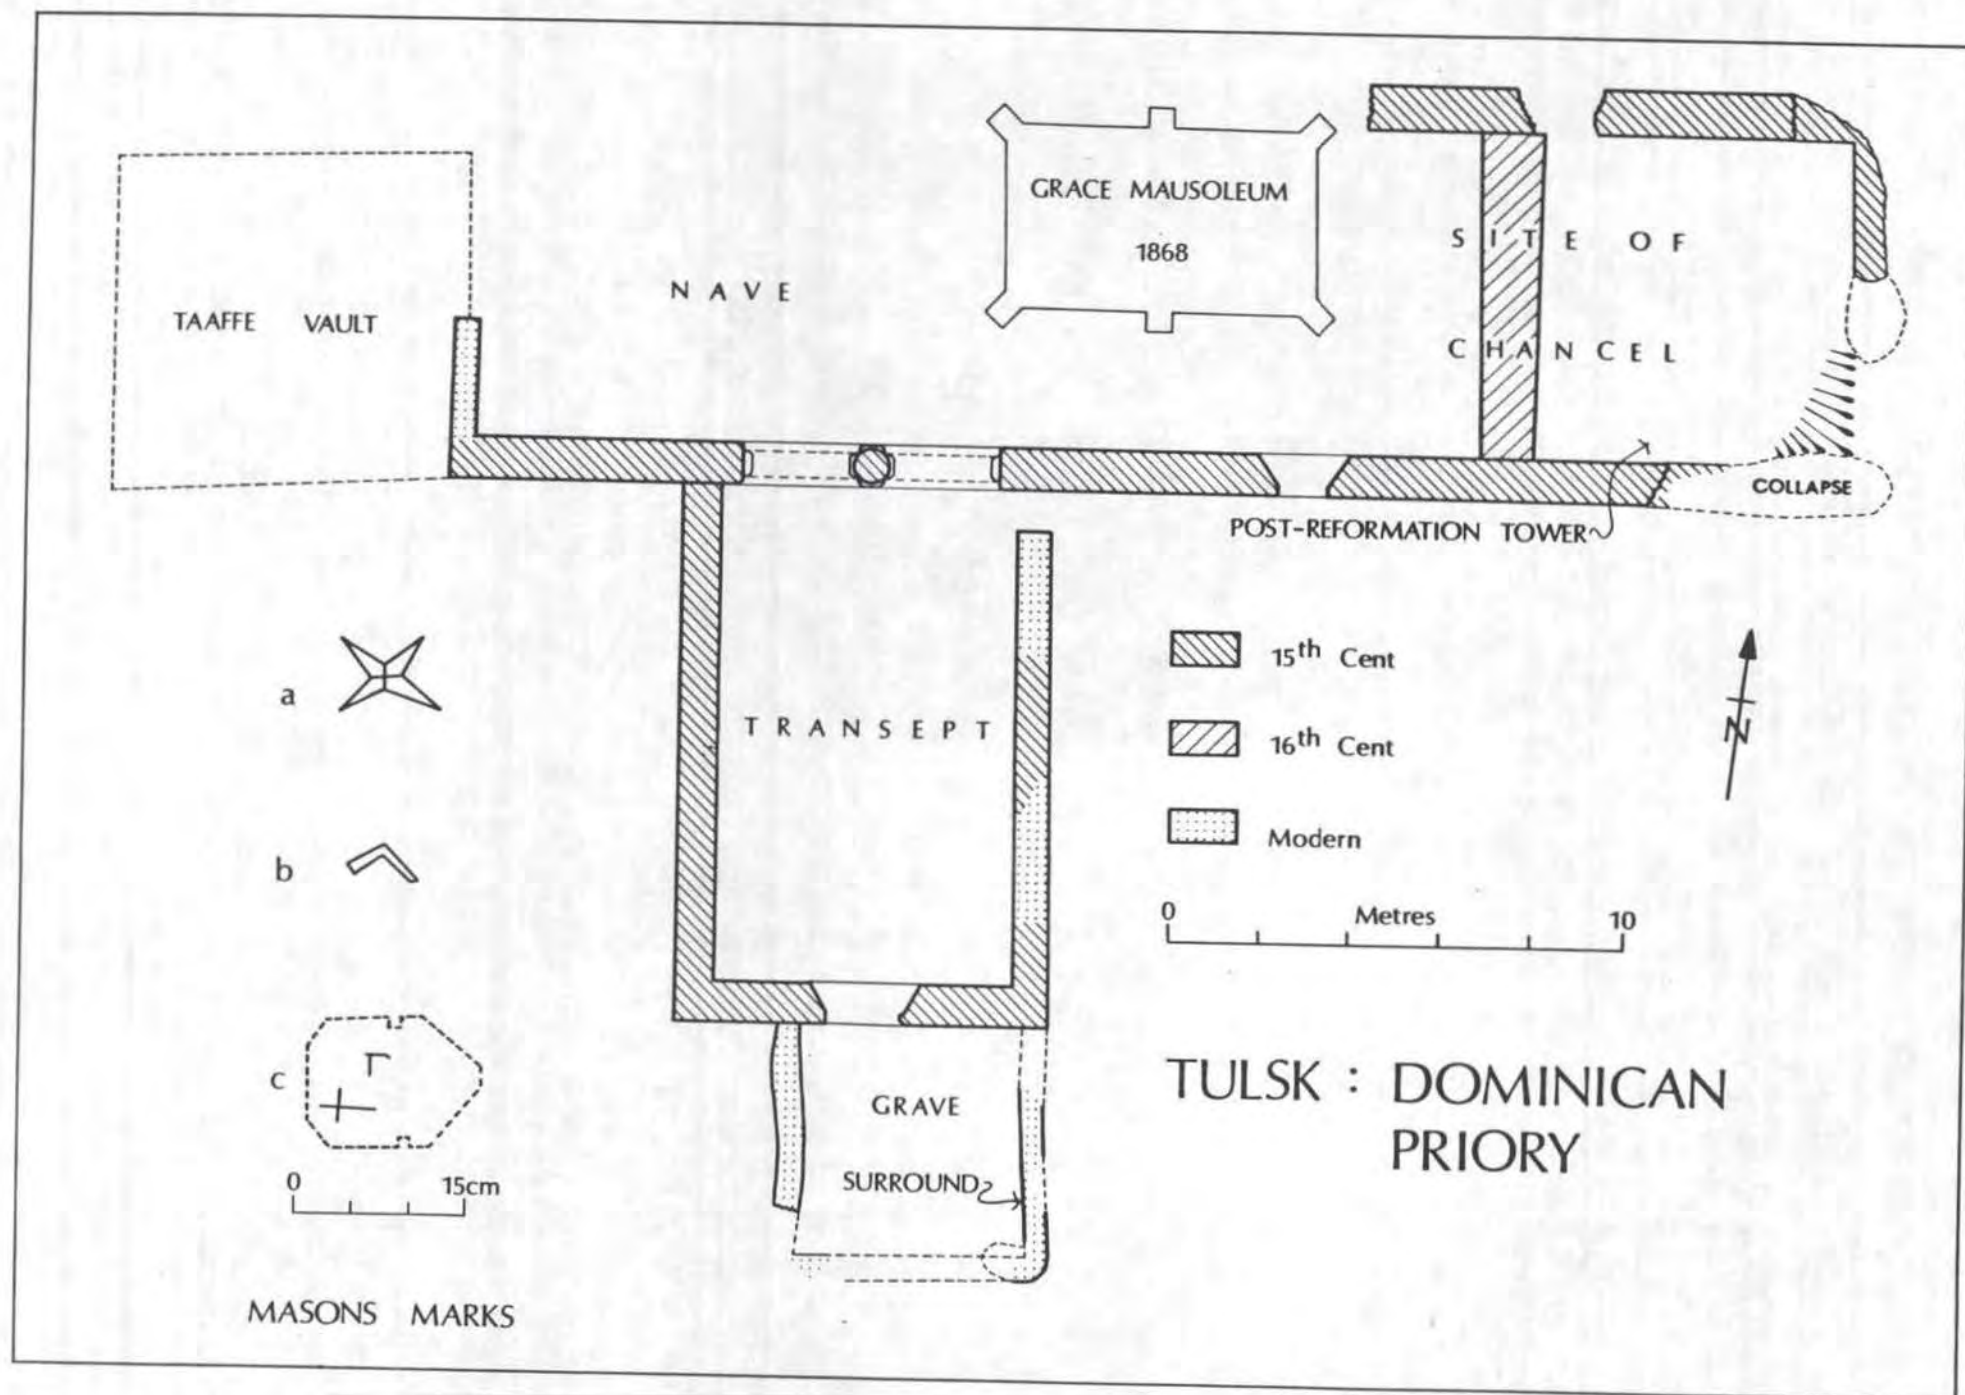 GRACE MAUSOLEUM
1868
SITE OF
CHANCEL
NAVE
TAAFFE VAULT
COLLAPSE
POST-REFORMATION TOWER
TRANSEPT
15th Cent
16th Cent
Modern
N
0 Metres 10
a
b
c
0 15cm
MASONS MARKS
GRAVE
SURROUND
TULSK : DOMINICAN
PRIORY